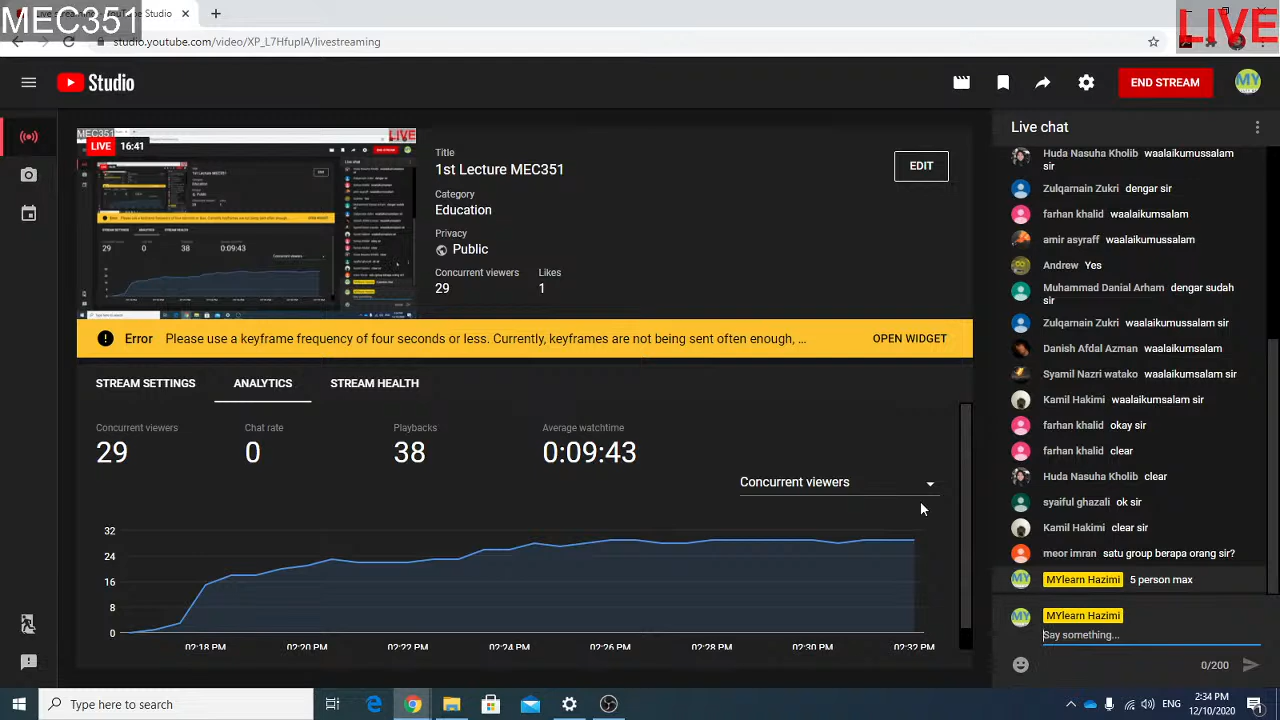 MEC351
LIVE
Live streaming - YouTube Studio
studio.youtube.com/video/XP_L7HfupIA/livestreaming
Studio
END STREAM
MY
MEC351
LIVE
LIVE 16:41
Title
1st Lecture MEC351
EDIT
Category
Education
Privacy
Public
Concurrent viewers Likes
29 1
Error Please use a keyframe frequency of four seconds or less. Currently, keyframes are not being sent often enough, ...
OPEN WIDGET
STREAM SETTINGS ANALYTICS STREAM HEALTH
Concurrent viewers Chat rate Playbacks Average watchtime
29 0 38 0:09:43
Concurrent viewers
32
24
16
8
0
02:18 PM 02:20 PM 02:22 PM 02:24 PM 02:26 PM 02:28 PM 02:30 PM 02:32 PM
Live chat
Huda Nasuha Kholib waalaikumussalam
sir
Zulqarnain Zukri dengar sir
waalaikumussalam
waalaikumsalam
Yes
Muhammad Danial Arham dengar sudah
sir
Zulqarnain Zukri waalaikumussalam sir
Danish Afdal Azman waalaikumsalam
Syamil Nazri watako waalaikumsalam sir
Kamil Hakimi waalaikumsalam sir
farhan khalid okay sir
farhan khalid clear
Huda Nasuha Kholib clear
syaiful ghazali ok sir
Kamil Hakimi clear sir
meor imran satu group berapa orang sir?
MYlearn Hazimi 5 person max
MYlearn Hazimi
Say something...
0/200
Type here to search
ENG
2:34 PM
12/10/2020